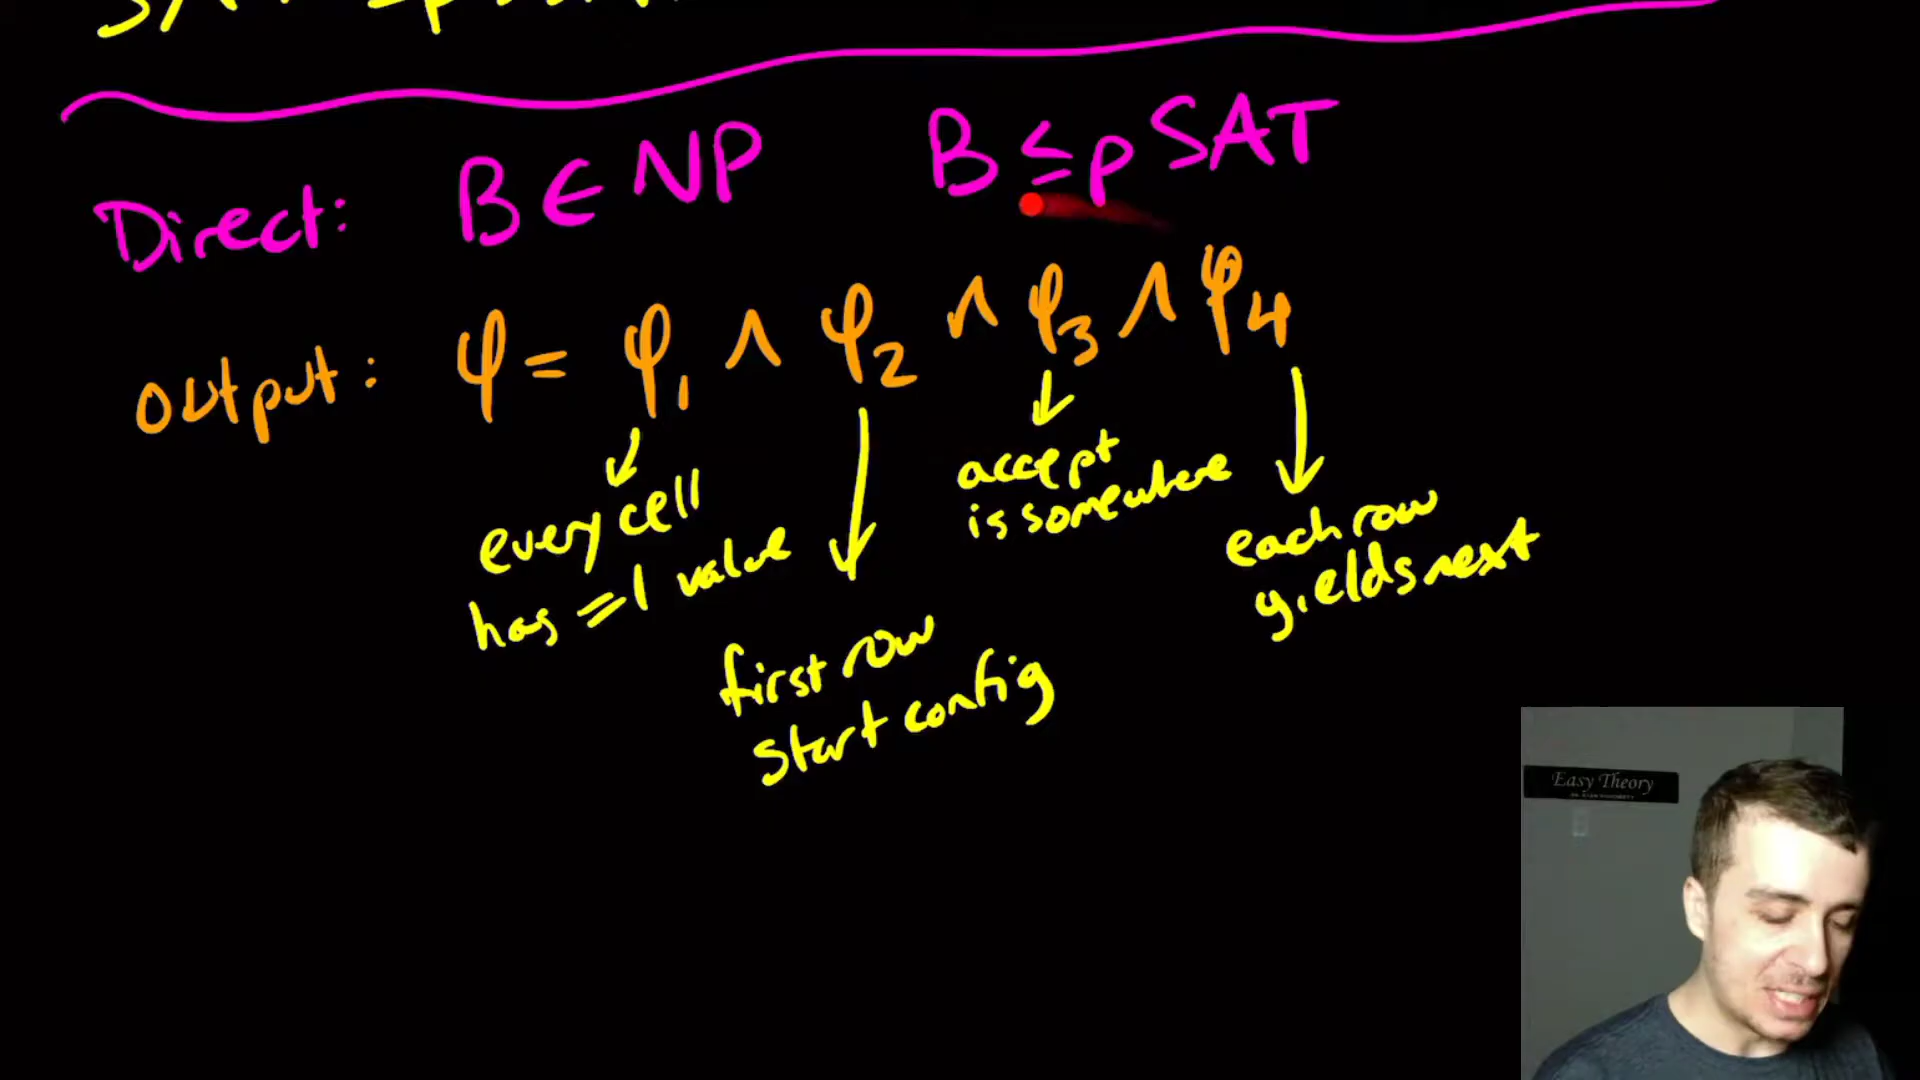 SAT
Direct: B ∈ NP B ≤p SAT
output: φ = φ₁ ∧ φ₂ ∧ φ₃ ∧ φ₄
every cell
has =1 value
first row
start config
accept
is somewhere
each row
yields next
Easy Theory